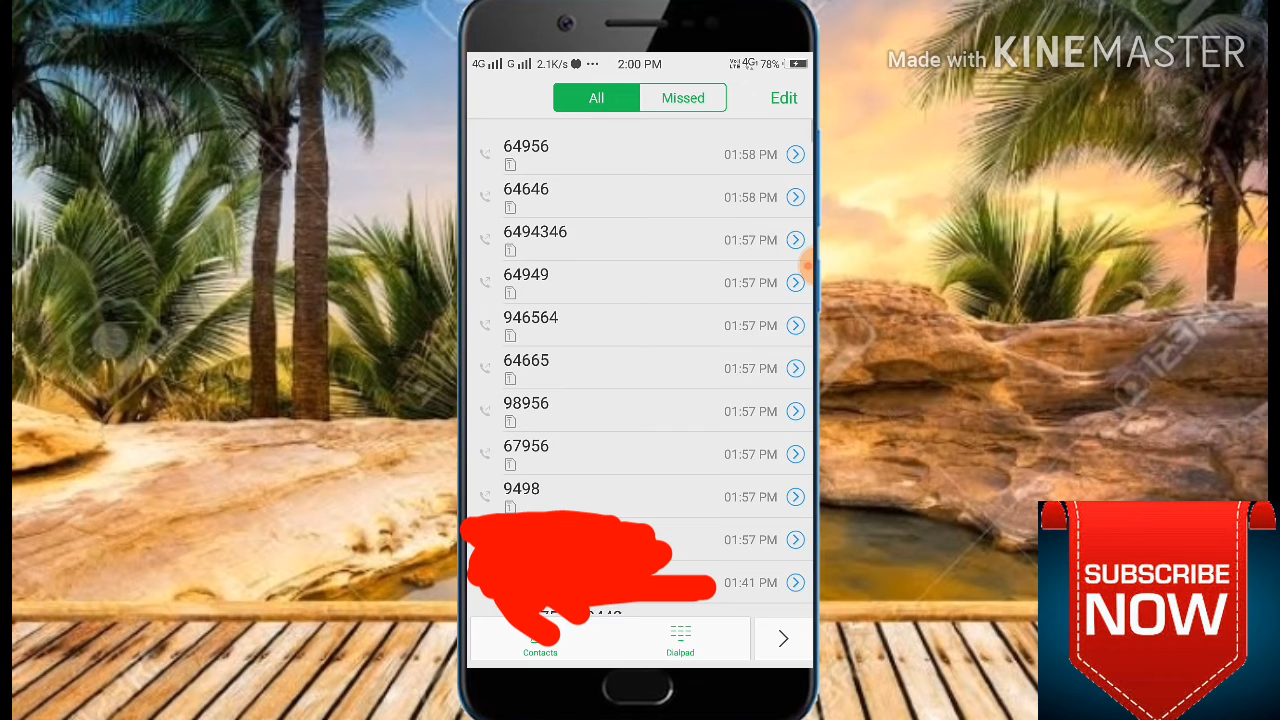 Made with KINEMASTER
4G G 2.1K/s ··· 2:00 PM 4G 78%
All Missed Edit
64956 01:58 PM
64646 01:58 PM
6494346 01:57 PM
64949 01:57 PM
946564 01:57 PM
64665 01:57 PM
98956 01:57 PM
67956 01:57 PM
9498 01:57 PM
01:57 PM
01:41 PM
Contacts Dialpad
123RF
SUBSCRIBE
NOW